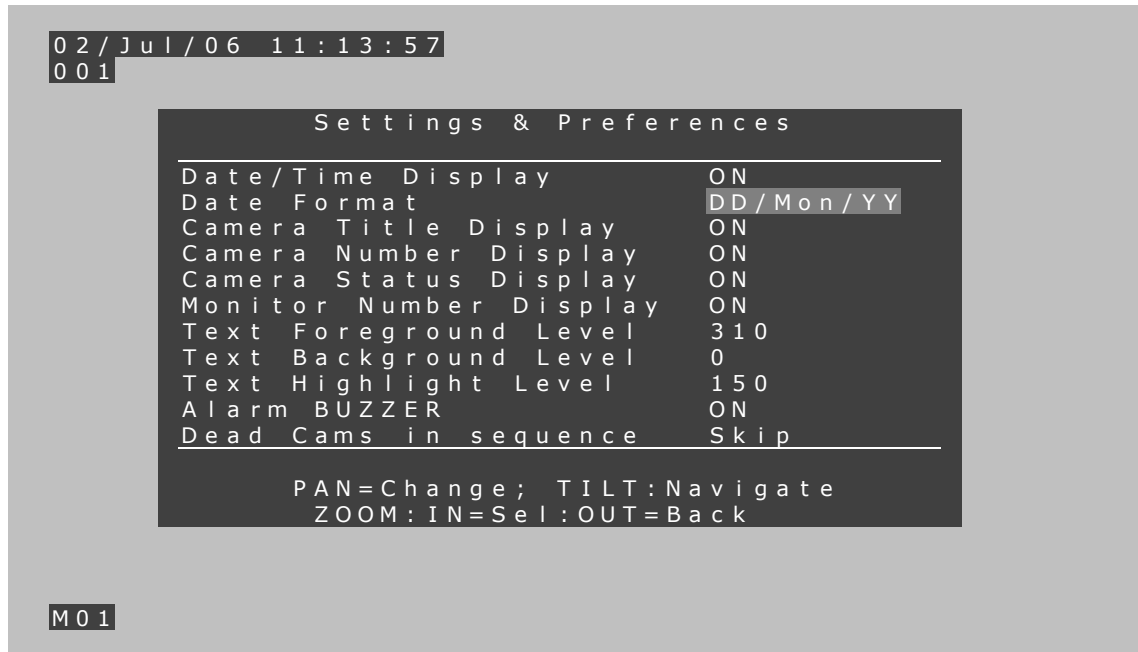 02/Jul/06 11:13:57
001
Settings & Preferences
Date/Time Display ON
Date Format DD/Mon/YY
Camera Title Display ON
Camera Number Display ON
Camera Status Display ON
Monitor Number Display ON
Text Foreground Level 310
Text Background Level 0
Text Highlight Level 150
Alarm BUZZER ON
Dead Cams in sequence Skip
PAN=Change; TILT:Navigate
ZOOM:IN=Sel:OUT=Back
M01